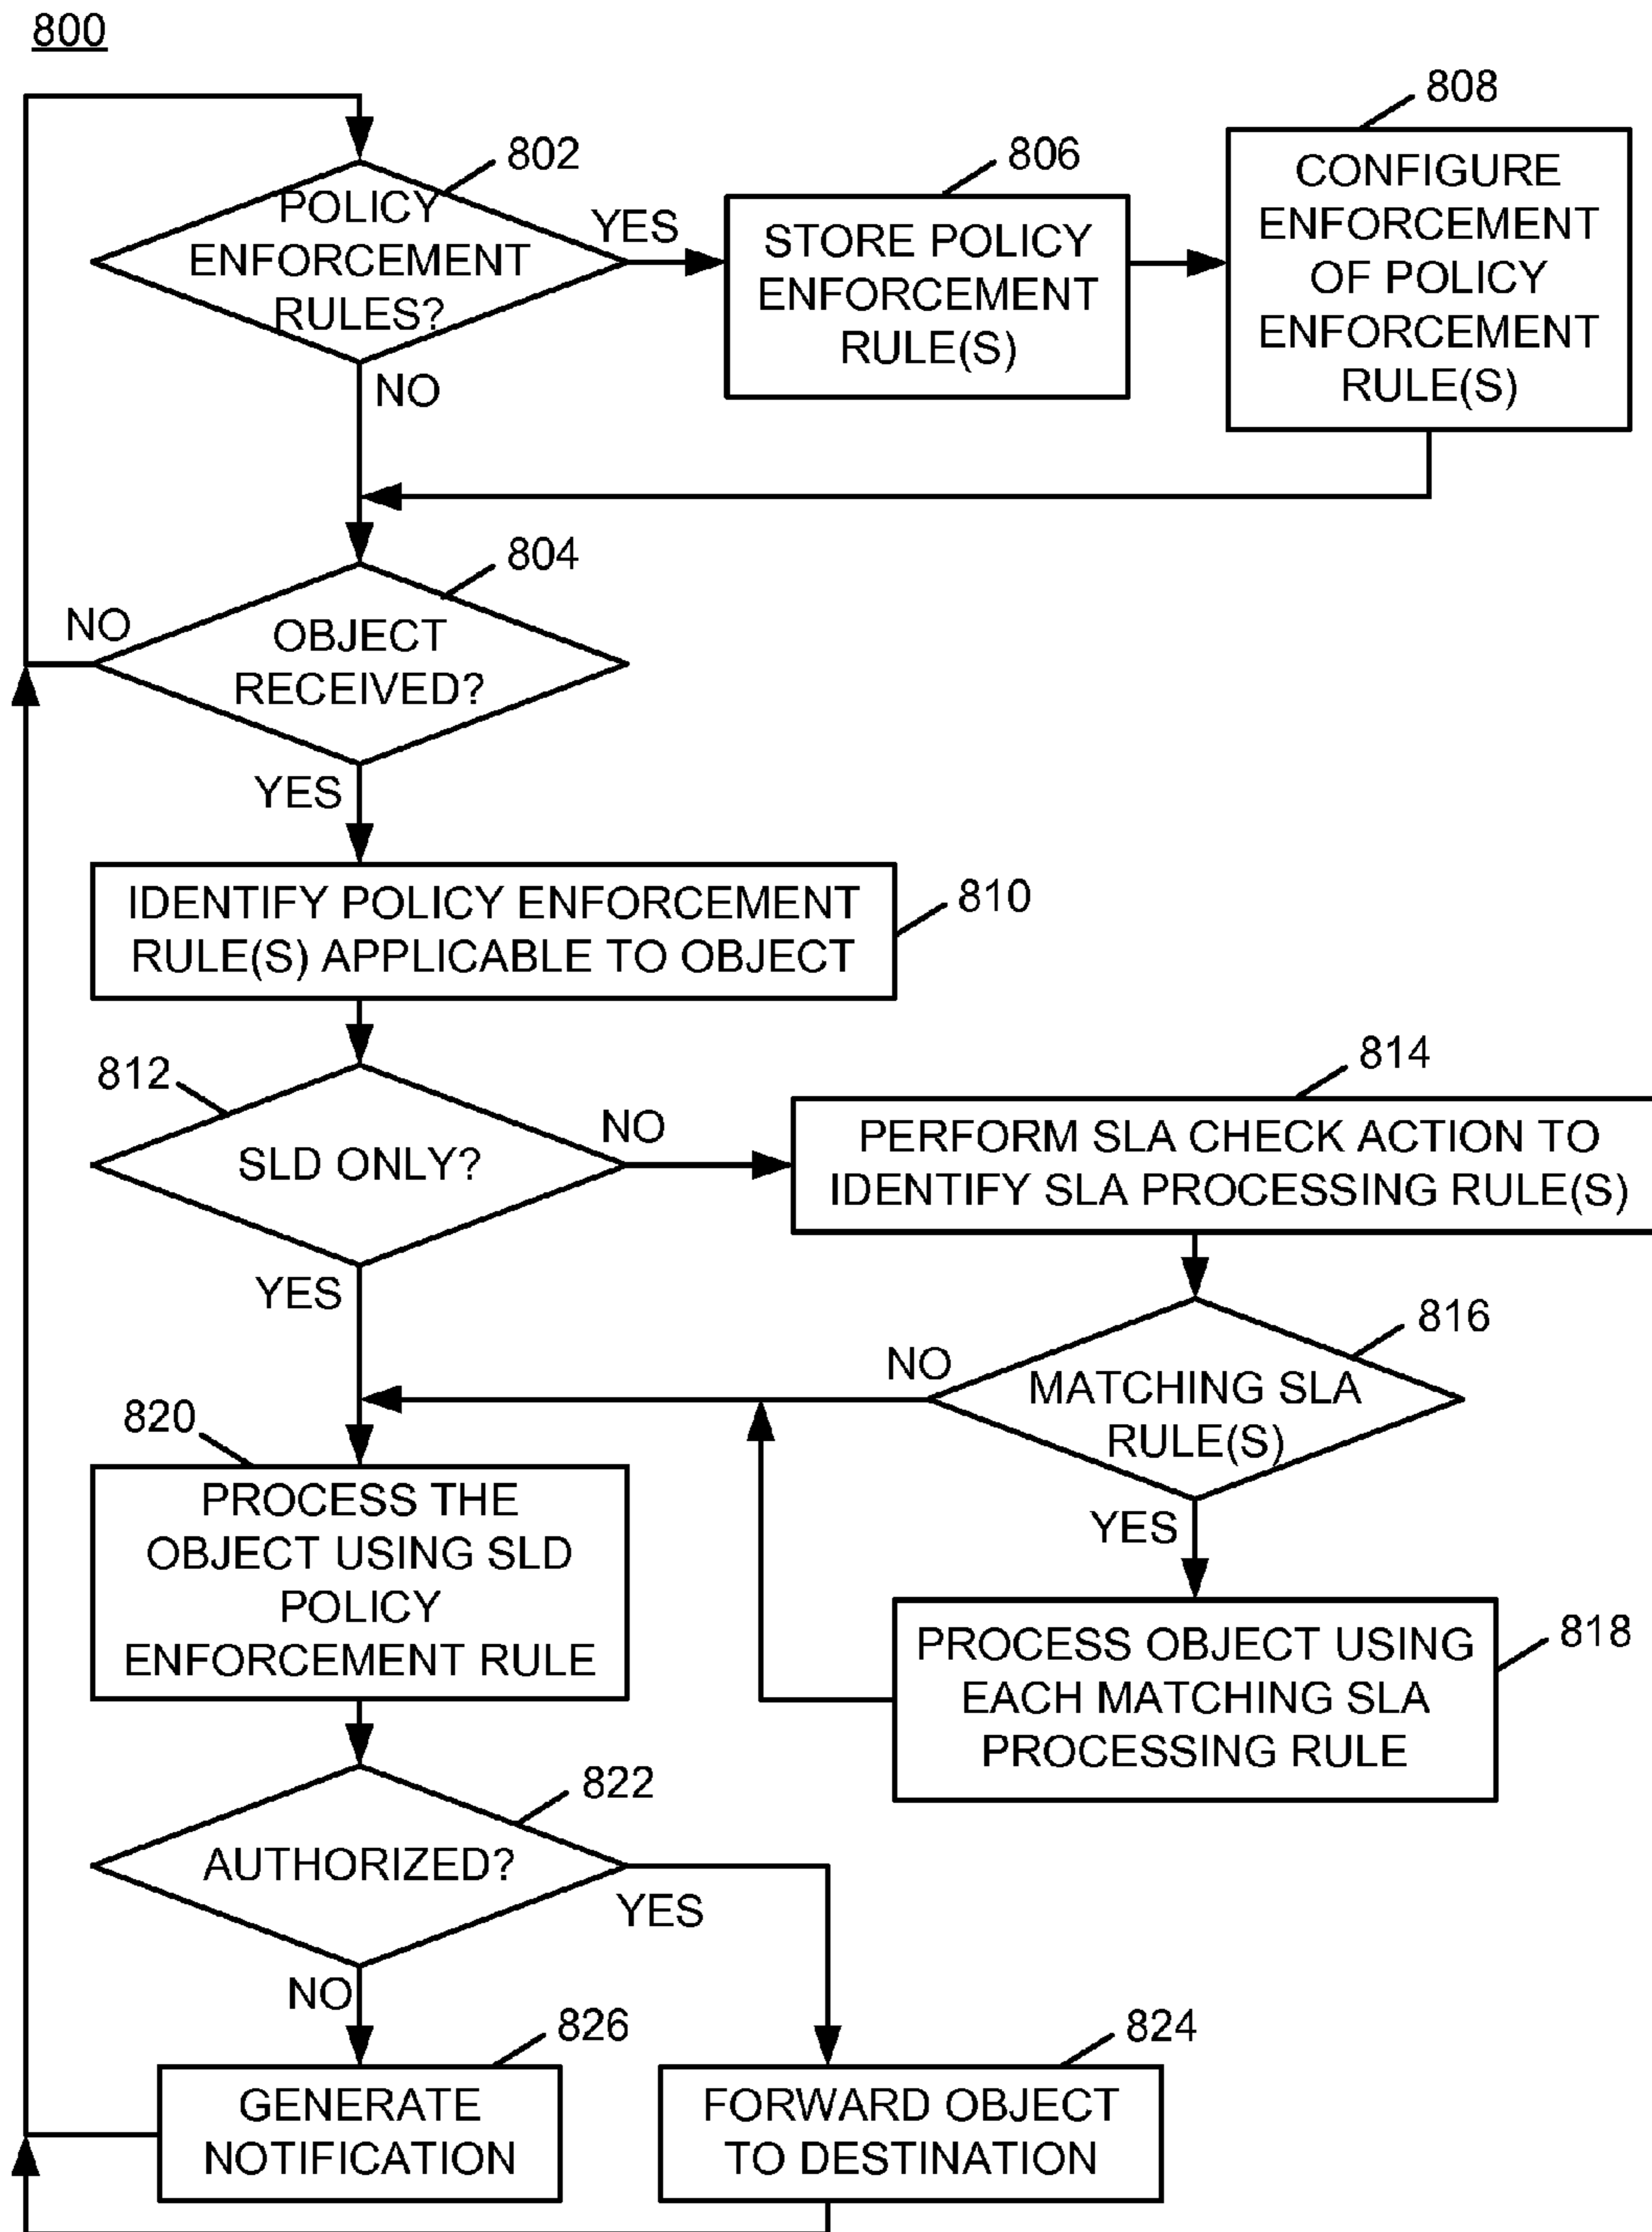 800
802
POLICY
ENFORCEMENT
RULES?
YES
NO
806
STORE POLICY
ENFORCEMENT
RULE(S)
808
CONFIGURE
ENFORCEMENT
OF POLICY
ENFORCEMENT
RULE(S)
804
OBJECT
RECEIVED?
NO
YES
IDENTIFY POLICY ENFORCEMENT
RULE(S) APPLICABLE TO OBJECT
810
812
SLD ONLY?
NO
YES
814
PERFORM SLA CHECK ACTION TO
IDENTIFY SLA PROCESSING RULE(S)
816
MATCHING SLA
RULE(S)
NO
YES
818
PROCESS OBJECT USING
EACH MATCHING SLA
PROCESSING RULE
820
PROCESS THE
OBJECT USING SLD
POLICY
ENFORCEMENT RULE
822
AUTHORIZED?
YES
NO
826
GENERATE
NOTIFICATION
824
FORWARD OBJECT
TO DESTINATION